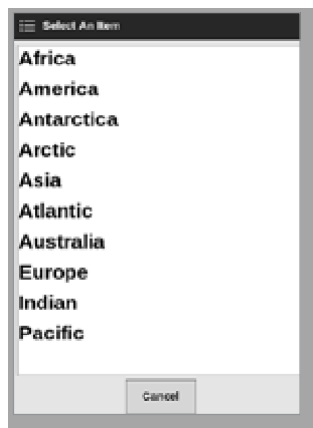 Select An Item
Africa
America
Antarctica
Arctic
Asia
Atlantic
Australia
Europe
Indian
Pacific
Cancel